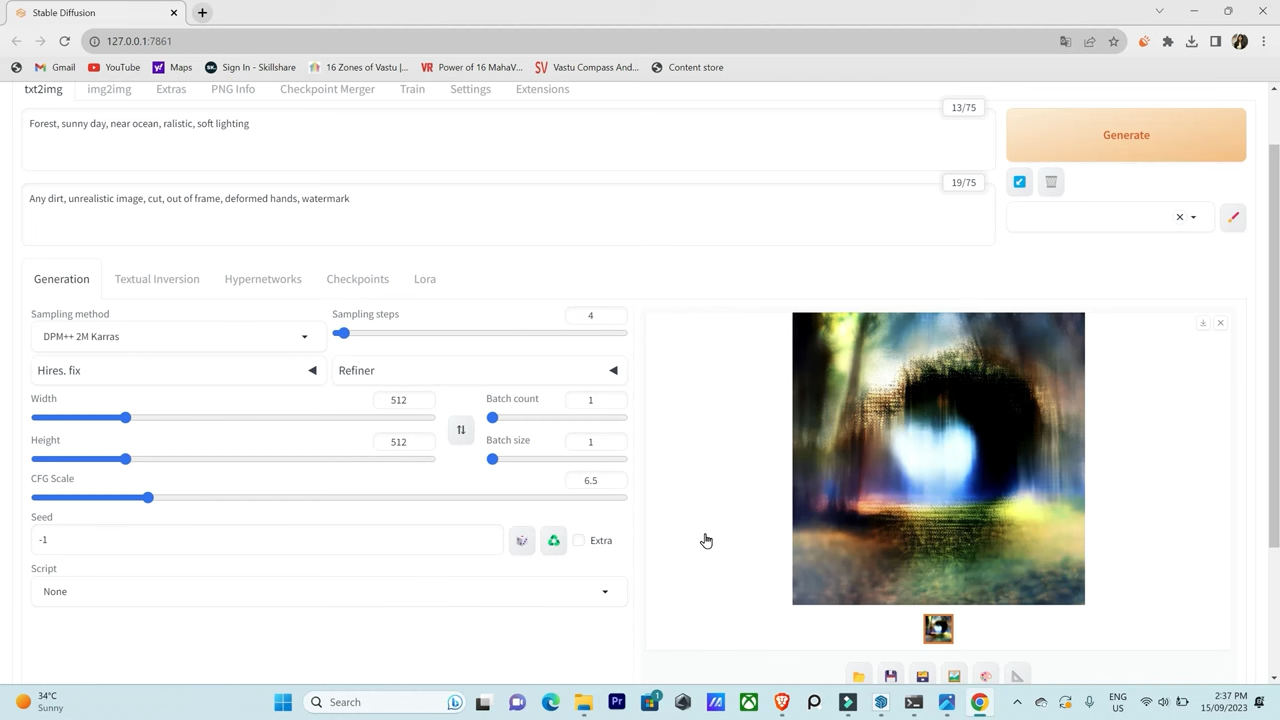 Stable Diffusion
127.0.0.1:7861
Gmail YouTube Maps Sign In - Skillshare 16 Zones of Vastu |... Power of 16 MahaV... Vastu Compass And... Content store
txt2img img2img Extras PNG Info Checkpoint Merger Train Settings Extensions
13/75
Forest, sunny day, near ocean, ralistic, soft lighting
Generate
19/75
Any dirt, unrealistic image, cut, out of frame, deformed hands, watermark
Generation Textual Inversion Hypernetworks Checkpoints Lora
Sampling method Sampling steps 4
DPM++ 2M Karras
Hires. fix Refiner
Width 512 Batch count 1
Height 512 Batch size 1
CFG Scale 6.5
Seed
-1 Extra
Script
None
34°C
Sunny
Search
ENG
US
2:37 PM
15/09/2023